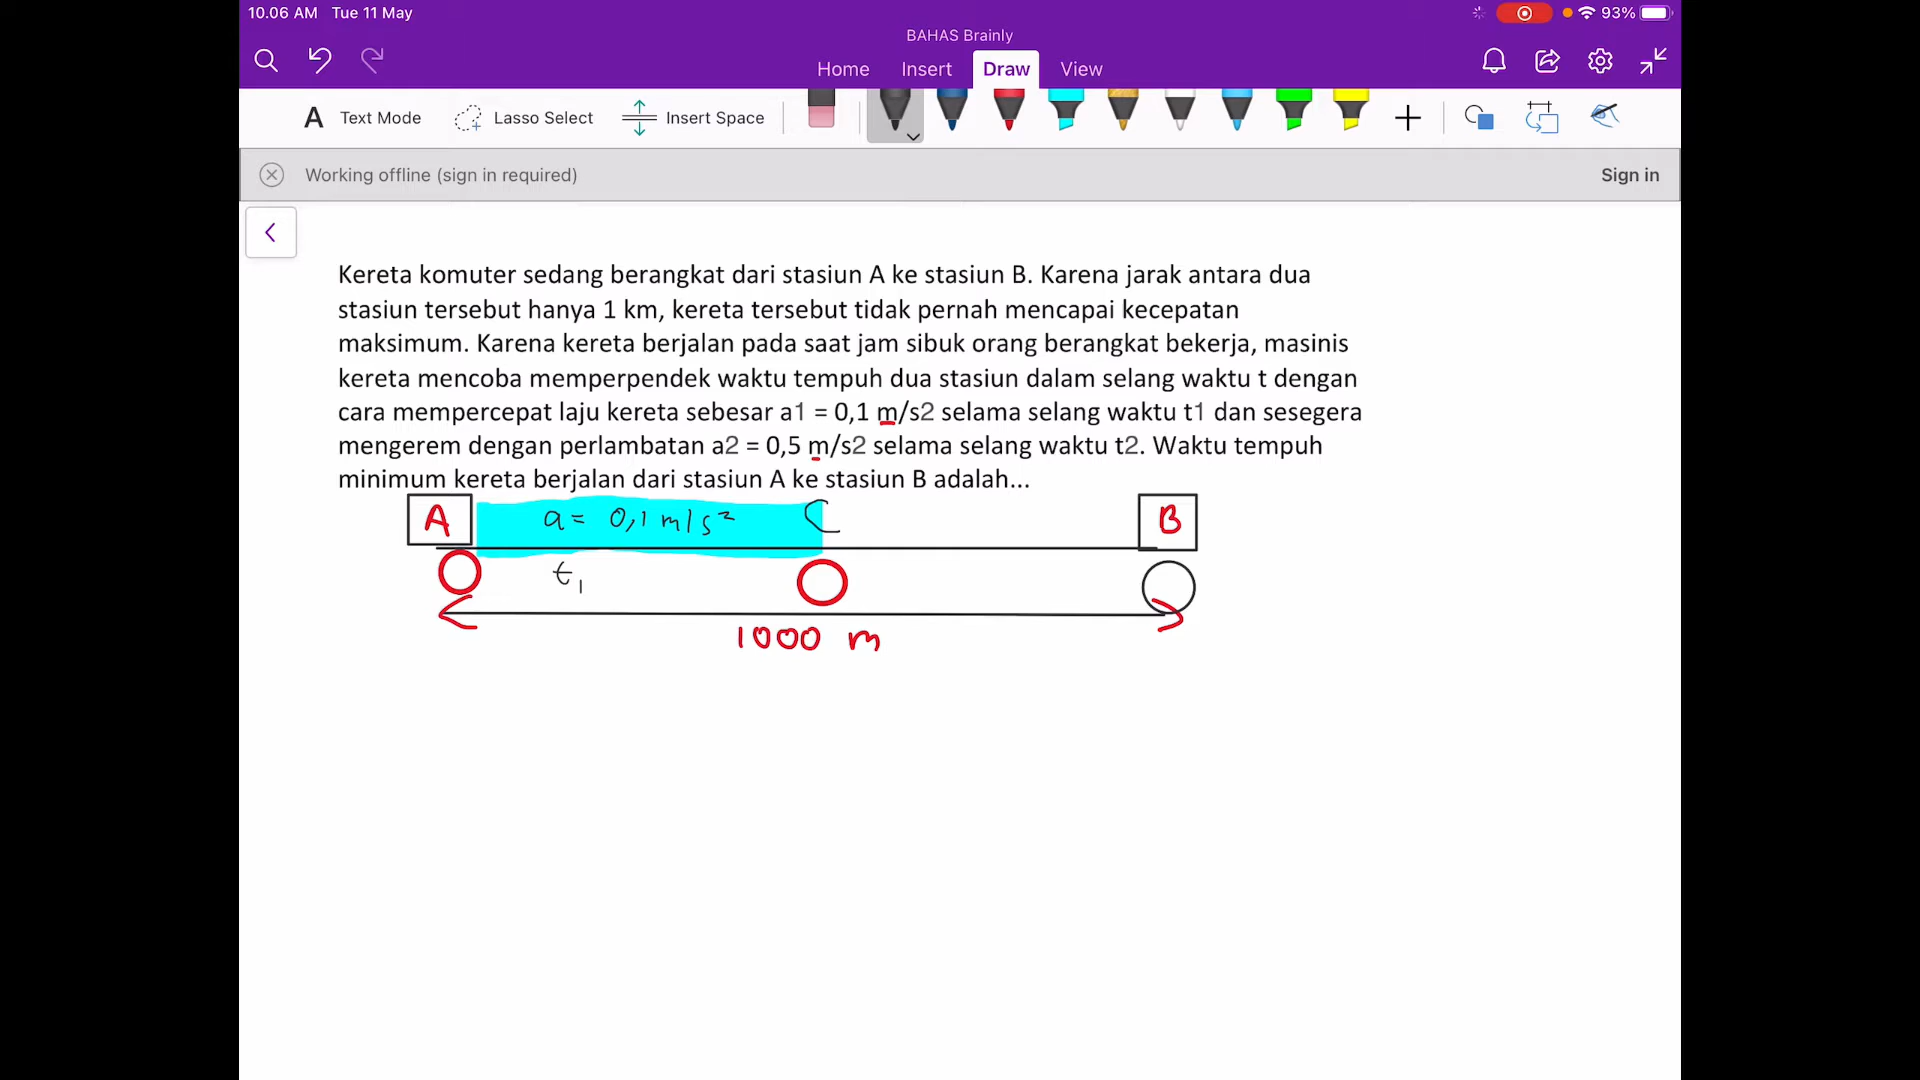 10.06 AM Tue 11 May
93%
BAHAS Brainly
Home Insert Draw View
A Text Mode Lasso Select Insert Space
Working offline (sign in required) Sign in
Kereta komuter sedang berangkat dari stasiun A ke stasiun B. Karena jarak antara dua
stasiun tersebut hanya 1 km, kereta tersebut tidak pernah mencapai kecepatan
maksimum. Karena kereta berjalan pada saat jam sibuk orang berangkat bekerja, masinis
kereta mencoba memperpendek waktu tempuh dua stasiun dalam selang waktu t dengan
cara mempercepat laju kereta sebesar a1 = 0,1 m/s2 selama selang waktu t1 dan sesegera
mengerem dengan perlambatan a2 = 0,5 m/s2 selama selang waktu t2. Waktu tempuh
minimum kereta berjalan dari stasiun A ke stasiun B adalah...
A a = 0,1 m/s² C B
t₁
1000 m